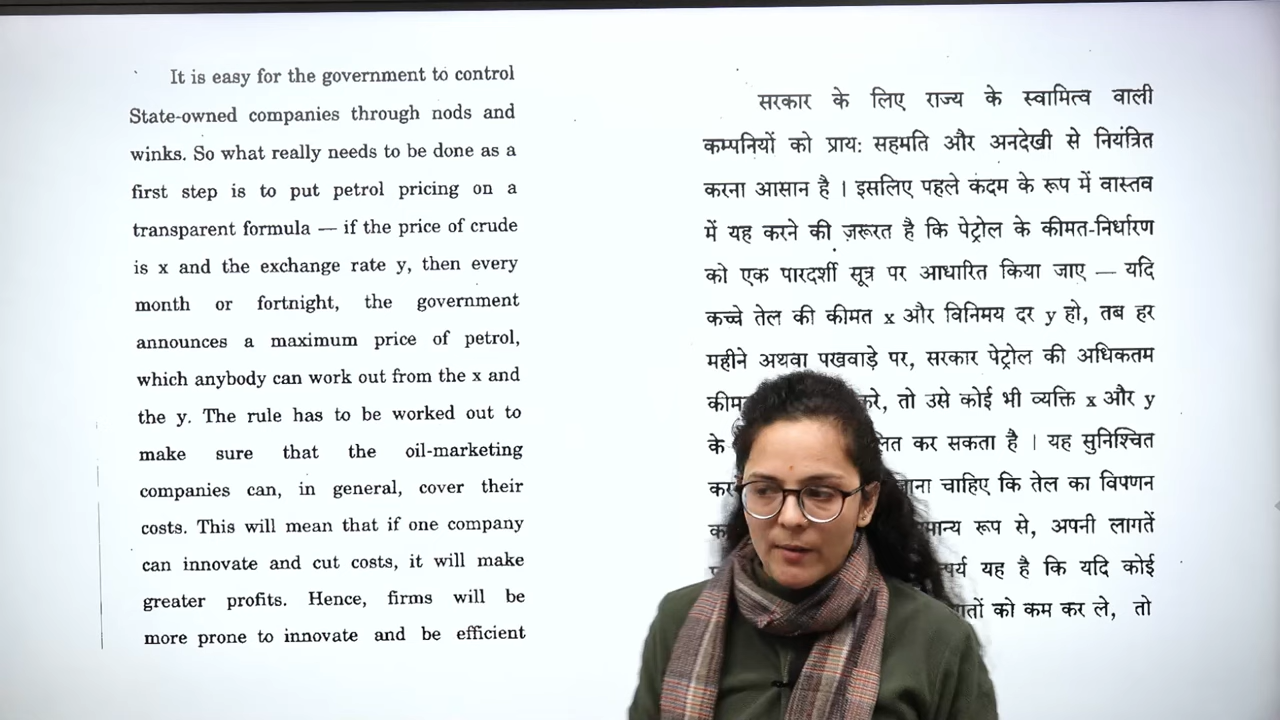 It is easy for the government to control
State-owned companies through nods and
winks. So what really needs to be done as a
first step is to put petrol pricing on a
transparent formula — if the price of crude
is x and the exchange rate y, then every
month or fortnight, the government
announces a maximum price of petrol,
which anybody can work out from the x and
the y. The rule has to be worked out to
make sure that the oil-marketing
companies can, in general, cover their
costs. This will mean that if one company
can innovate and cut costs, it will make
greater profits. Hence, firms will be
more prone to innovate and be efficient
सरकार के लिए राज्य के स्वामित्व वाली
कम्पनियों को प्राय: सहमति और अनदेखी से नियंत्रित
करना आसान है । इसलिए पहले कदम के रूप में वास्तव
में यह करने की ज़रूरत है कि पेट्रोल के कीमत-निर्धारण
को एक पारदर्शी सूत्र पर आधारित किया जाए — यदि
कच्चे तेल की कीमत x और विनिमय दर y हो, तब हर
महीने अथवा पखवाड़े पर, सरकार पेट्रोल की अधिकतम
तो उसे कोई भी व्यक्ति x और y
के कर सकता है । यह सुनिश्चित
चाहिए कि तेल का विपणन
रूप से, अपनी लागतें
यह है कि यदि कोई
को कम कर ले, तो